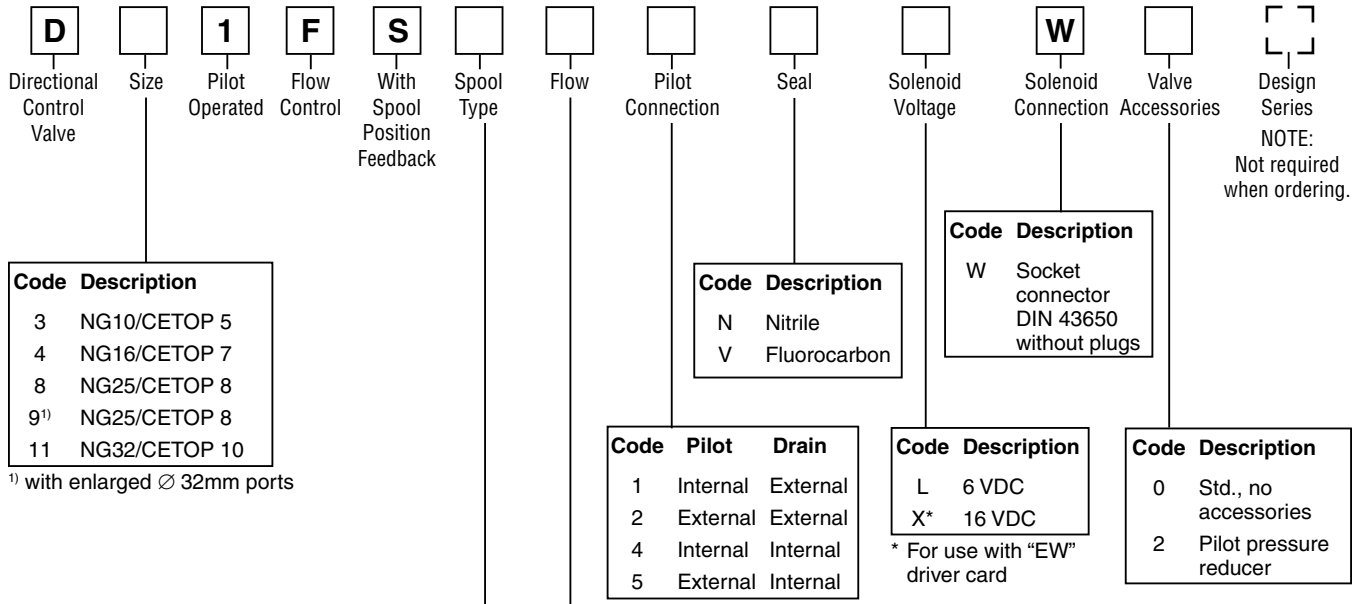 D 1 F S W
Directional Control Valve
Size
Pilot Operated
Flow Control
With Spool Position Feedback
Spool Type
Flow
Pilot Connection
Seal
Solenoid Voltage
Solenoid Connection
Valve Accessories
Design Series
NOTE:
Not required
when ordering.
Code Description
3 NG10/CETOP 5
4 NG16/CETOP 7
8 NG25/CETOP 8
9¹⁾ NG25/CETOP 8
11 NG32/CETOP 10
¹⁾ with enlarged ∅ 32mm ports
Code Pilot Drain
1 Internal External
2 External External
4 Internal Internal
5 External Internal
Code Description
N Nitrile
V Fluorocarbon
Code Description
L 6 VDC
X* 16 VDC
* For use with “EW”
driver card
Code Description
W Socket
connector
DIN 43650
without plugs
Code Description
0 Std., no
accessories
2 Pilot pressure
reducer